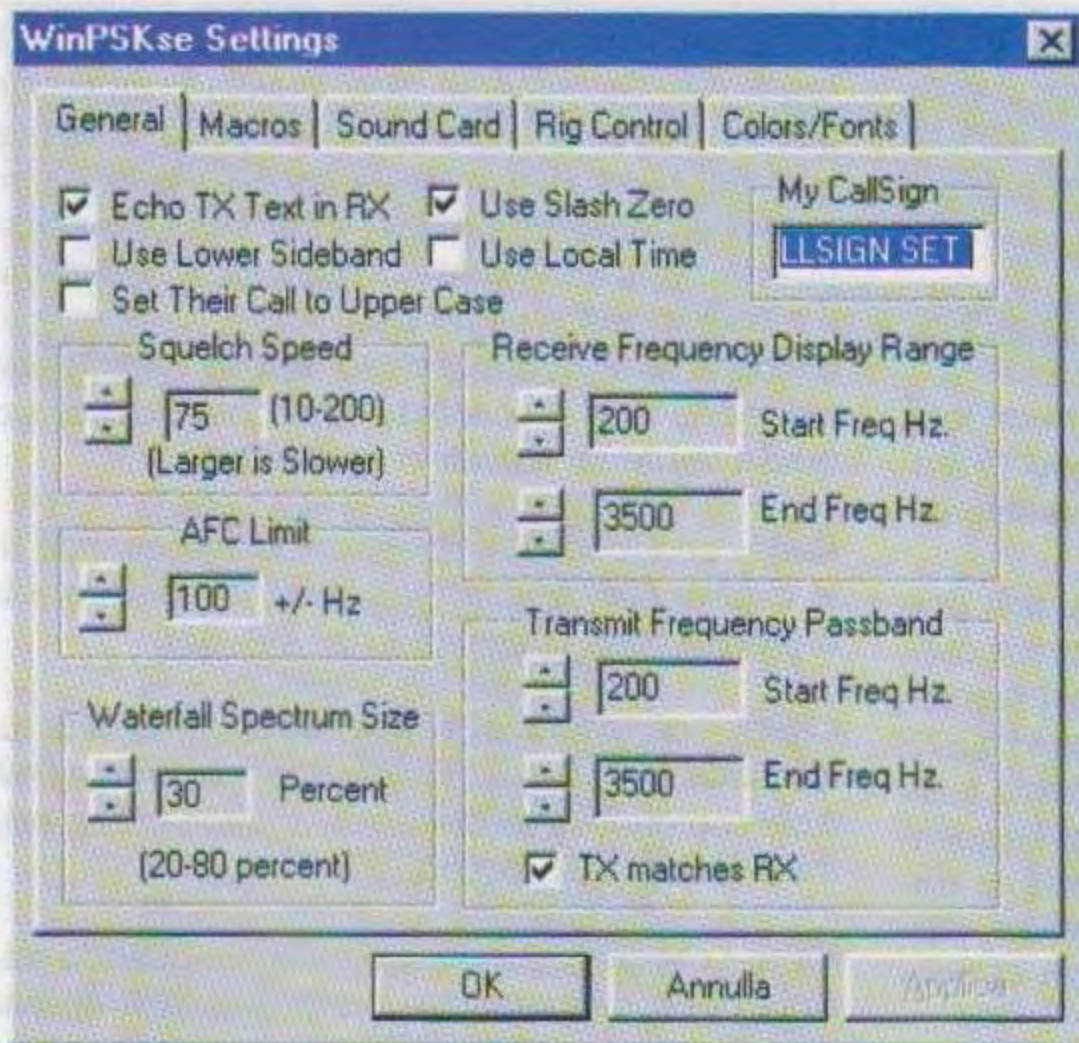 WinPSKse Settings
General Macros Sound Card Rig Control Colors/Fonts
Echo TX Text in RX Use Slash Zero
Use Lower Sideband Use Local Time
Set Their Call to Upper Case
My CallSign
LLSIGN SET
Squelch Speed
75 (10-200)
(Larger is Slower)
AFC Limit
100 +/- Hz
Waterfall Spectrum Size
30 Percent
(20-80 percent)
Receive Frequency Display Range
200 Start Freq Hz.
3500 End Freq Hz.
Transmit Frequency Passband
200 Start Freq Hz.
3500 End Freq Hz.
TX matches RX
OK Annulla Applica